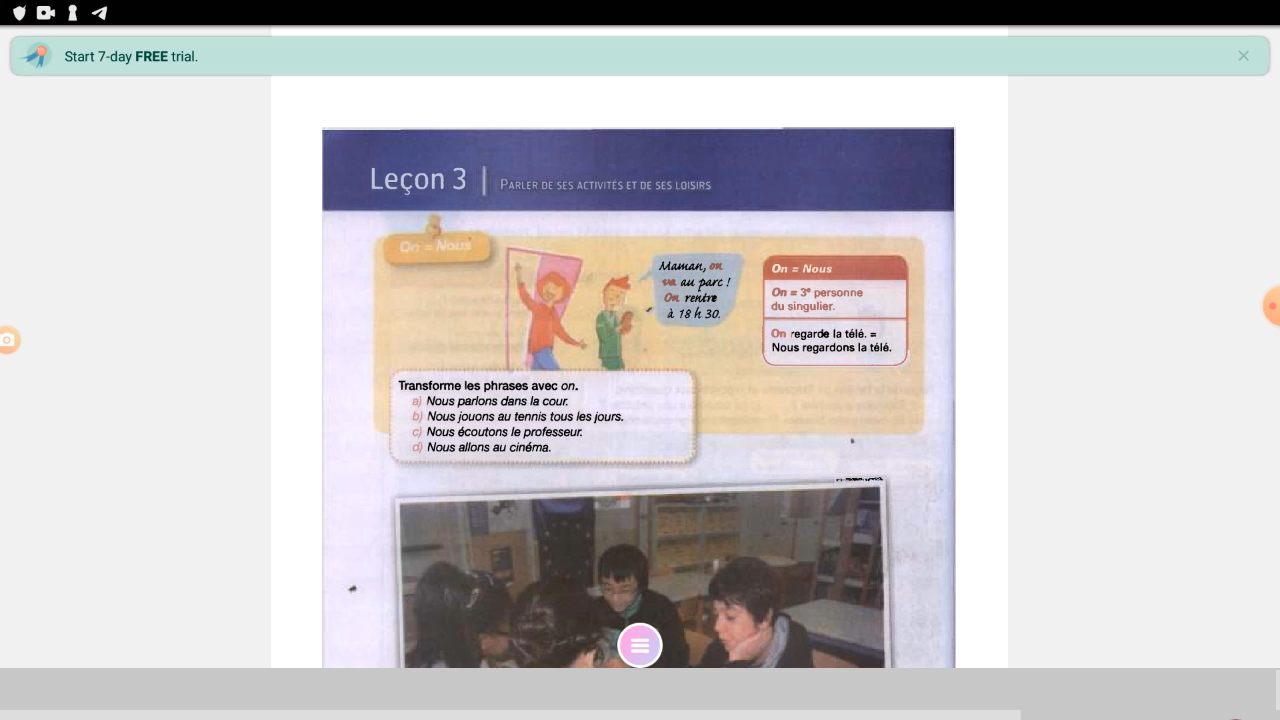 Start 7-day FREE trial.
Leçon 3
PARLER DE SES ACTIVITÉS ET DE SES LOISIRS
On = Nous
Maman, on
va au parc !
On rentre
à 18 h 30.
On = Nous
On = 3e personne
du singulier.
On regarde la télé. =
Nous regardons la télé.
Transforme les phrases avec on.
a) Nous parlons dans la cour.
b) Nous jouons au tennis tous les jours.
c) Nous écoutons le professeur.
d) Nous allons au cinéma.